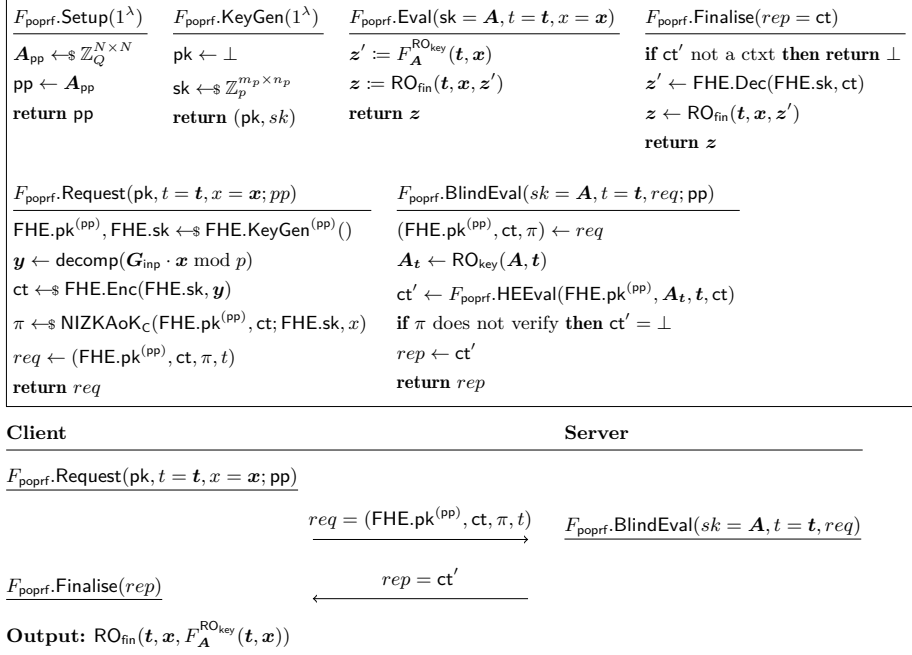 F_poprf.Setup(1^λ) F_poprf.KeyGen(1^λ) F_poprf.Eval(sk = A, t = t, x = x) F_poprf.Finalise(rep = ct)
A_pp ←$ ℤ_Q^{N×N} pk ← ⊥ z′ := F_A^{RO_key}(t, x) if ct′ not a ctxt then return ⊥
pp ← A_pp sk ←$ ℤ_p^{m_p×n_p} z := RO_fin(t, x, z′) z′ ← FHE.Dec(FHE.sk, ct)
return pp return (pk, sk) return z z ← RO_fin(t, x, z′)
return z
F_poprf.Request(pk, t = t, x = x; pp) F_poprf.BlindEval(sk = A, t = t, req; pp)
FHE.pk^(pp), FHE.sk ←$ FHE.KeyGen^(pp)() (FHE.pk^(pp), ct, π) ← req
y ← decomp(G_inp · x mod p) A_t ← RO_key(A, t)
ct ←$ FHE.Enc(FHE.sk, y) ct′ ← F_poprf.HEEval(FHE.pk^(pp), A_t, t, ct)
π ←$ NIZKAoK_C(FHE.pk^(pp), ct; FHE.sk, x) if π does not verify then ct′ = ⊥
req ← (FHE.pk^(pp), ct, π, t) rep ← ct′
return req return rep
Client Server
F_poprf.Request(pk, t = t, x = x; pp)
req = (FHE.pk^(pp), ct, π, t) F_poprf.BlindEval(sk = A, t = t, req)
F_poprf.Finalise(rep) rep = ct′
Output: RO_fin(t, x, F_A^{RO_key}(t, x))